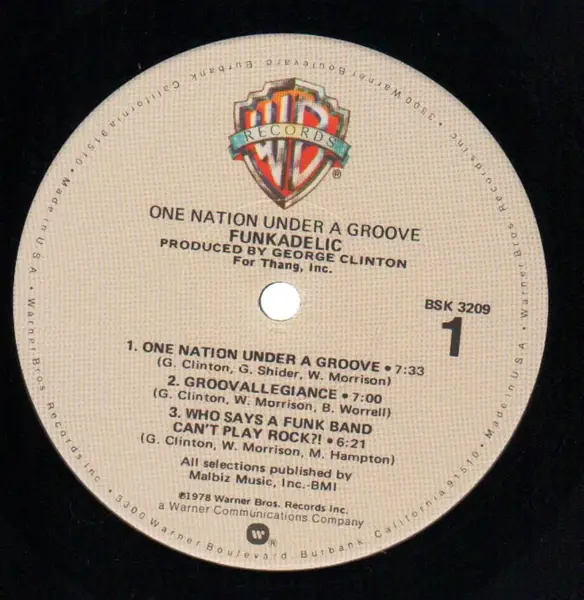 WB
RECORDS
®
ONE NATION UNDER A GROOVE
FUNKADELIC
PRODUCED BY GEORGE CLINTON
For Thang, Inc.
BSK 3209
1
1. ONE NATION UNDER A GROOVE • 7:33
(G. Clinton, G. Shider, W. Morrison)
2. GROOVALLEGIANCE • 7:00
(G. Clinton, W. Morrison, B. Worrell)
3. WHO SAYS A FUNK BAND
CAN'T PLAY ROCK?! • 6:21
(G. Clinton, W. Morrison, M. Hampton)
All selections published by
Malbiz Music, Inc.-BMI
℗1978 Warner Bros. Records Inc.
a Warner Communications Company
W®
Made in U S A • Warner Bros Records Inc. • 3300 Warner Boulevard, Burbank, California 91510 • Made in U S A • Warner Bros Records Inc • 3300 Warner Boulevard, Burbank, California 91510 •